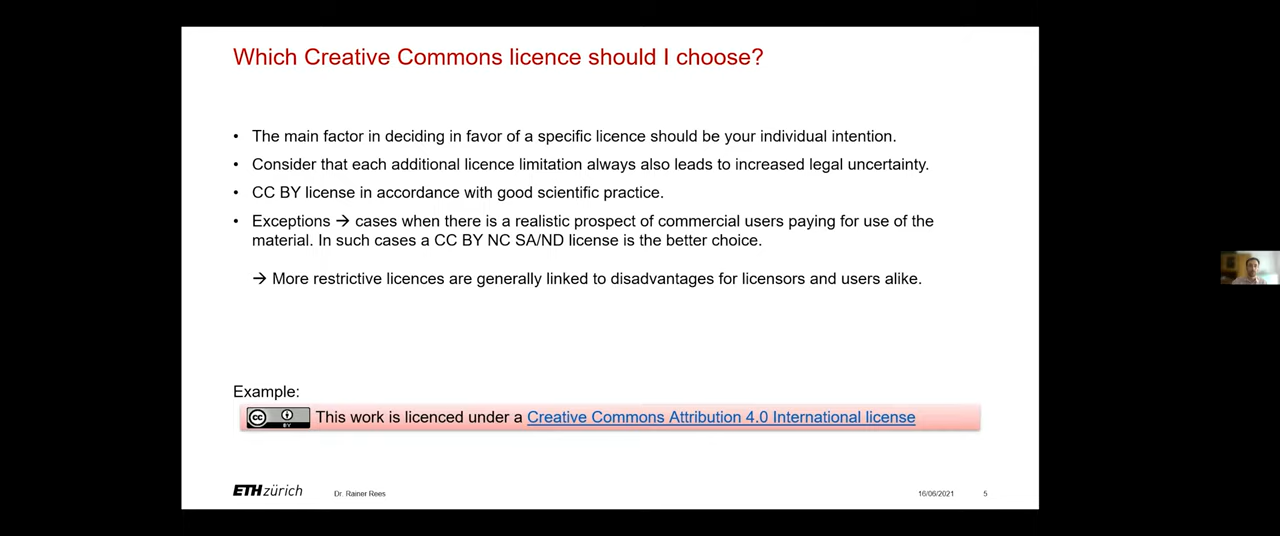 Which Creative Commons licence should I choose?
• The main factor in deciding in favor of a specific licence should be your individual intention.
• Consider that each additional licence limitation always also leads to increased legal uncertainty.
• CC BY license in accordance with good scientific practice.
• Exceptions → cases when there is a realistic prospect of commercial users paying for use of the
material. In such cases a CC BY NC SA/ND license is the better choice.
→ More restrictive licences are generally linked to disadvantages for licensors and users alike.
Example:
cc BY This work is licenced under a Creative Commons Attribution 4.0 International license
ETH zürich Dr. Rainer Rees 16/06/2021 5